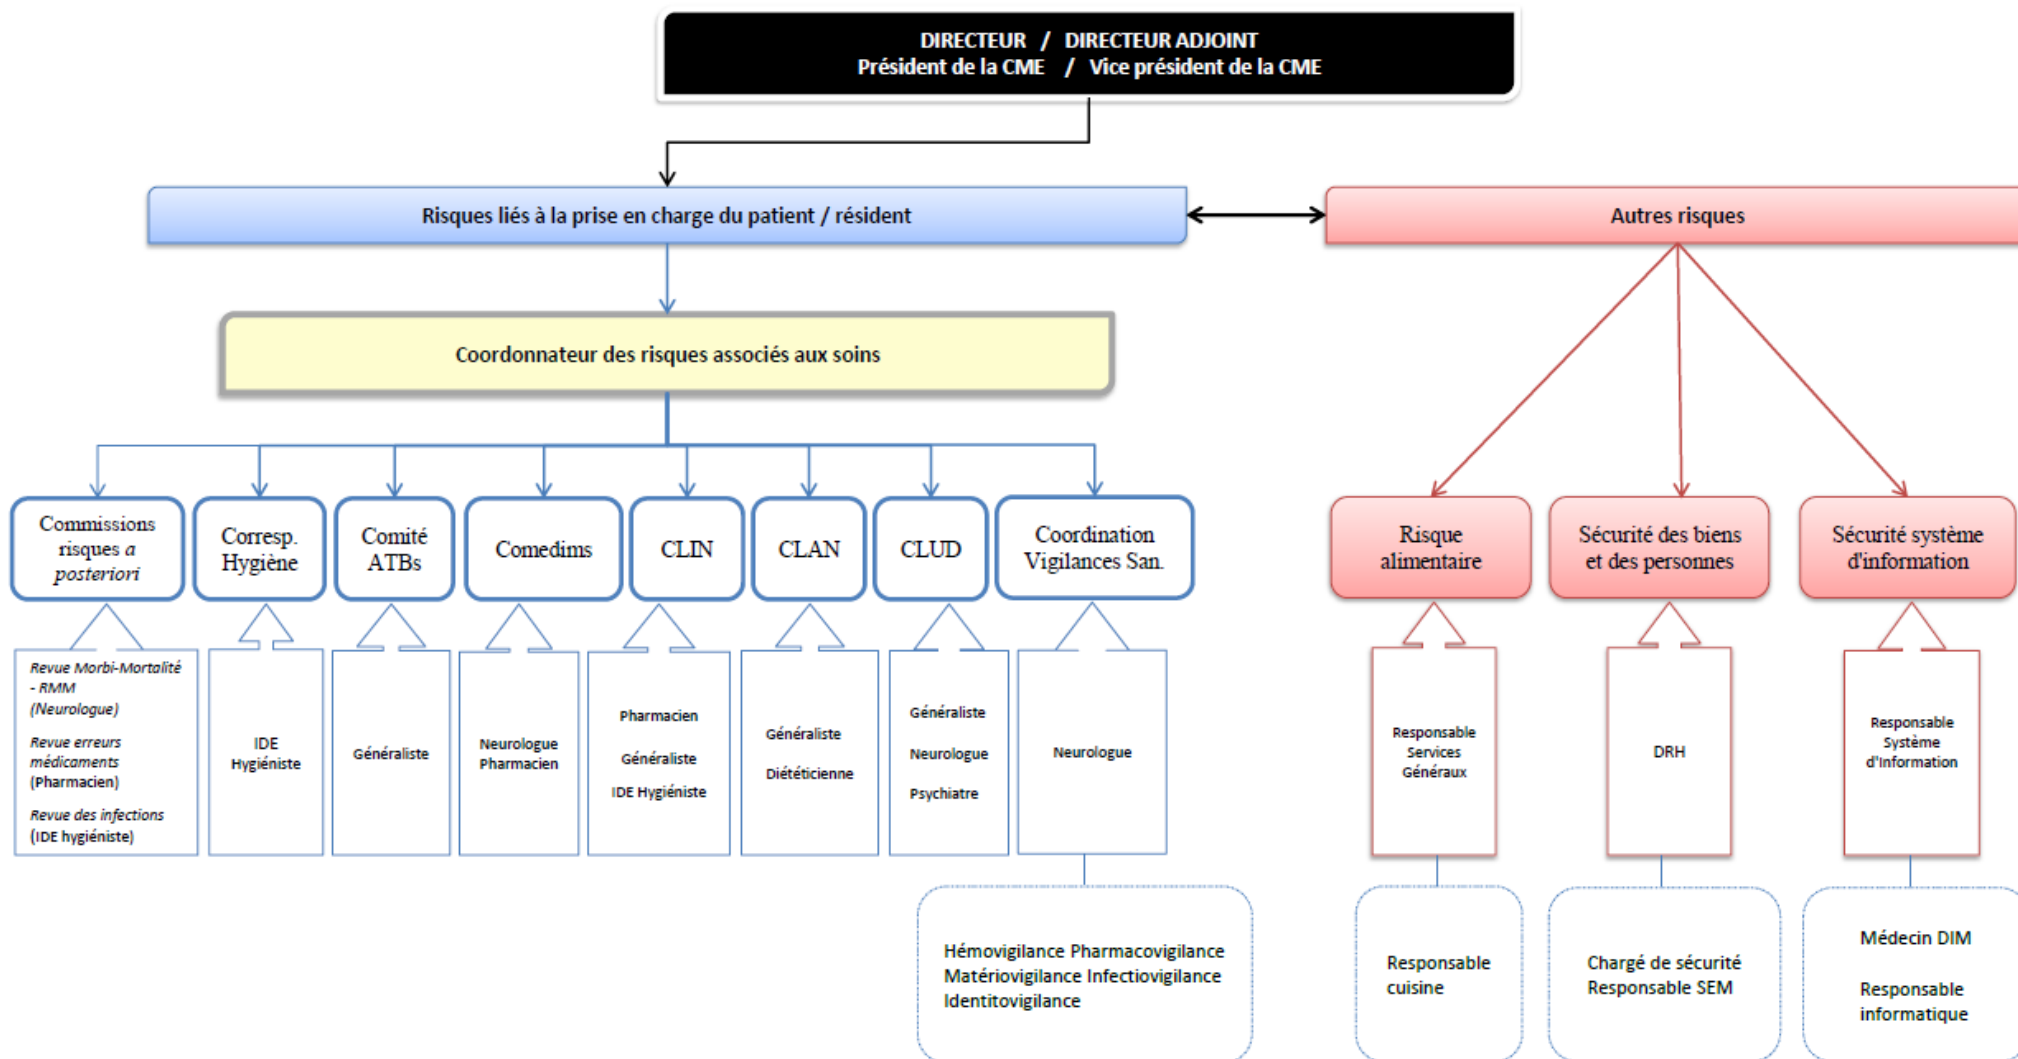 DIRECTEUR / DIRECTEUR ADJOINT
Président de la CME / Vice président de la CME
Risques liés à la prise en charge du patient / résident
Autres risques
Coordonnateur des risques associés aux soins
Commissions
risques a
posteriori
Corresp.
Hygiène
Comité
ATBs
Comedims
CLIN
CLAN
CLUD
Coordination
Vigilances San.
Risque
alimentaire
Sécurité des biens
et des personnes
Sécurité système
d'information
Revue Morbi-Mortalité
- RMM
(Neurologue)
Revue erreurs
médicaments
(Pharmacien)
Revue des infections
(IDE hygiéniste)
IDE
Hygiéniste
Généraliste
Neurologue
Pharmacien
Pharmacien
Généraliste
IDE Hygiéniste
Généraliste
Diététicienne
Généraliste
Neurologue
Psychiatre
Neurologue
Responsable
Services
Généraux
DRH
Responsable
Système
d'Information
Hémovigilance Pharmacovigilance
Matèriovigilance Infectiovigilance
Identitovigilance
Responsable
cuisine
Chargé de sécurité
Responsable SEM
Médecin DIM
Responsable
informatique